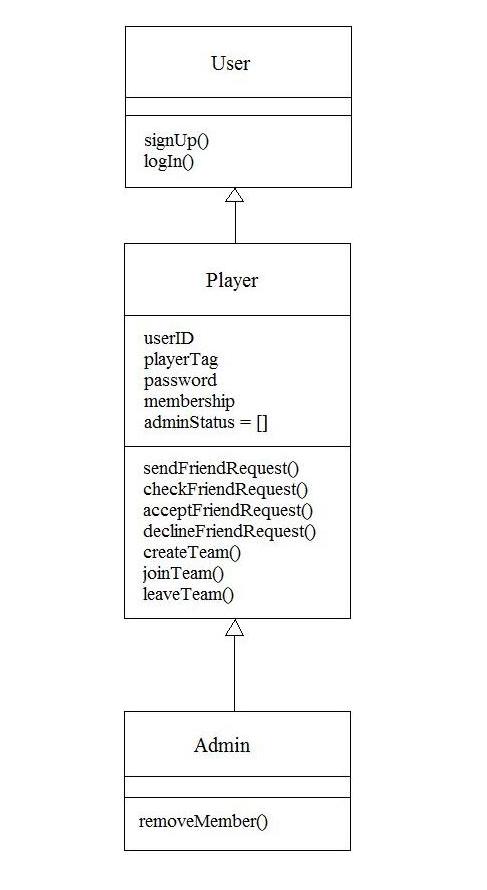 User
signUp()
logIn()
Player
userID
playerTag
password
membership
adminStatus = []
sendFriendRequest()
checkFriendRequest()
acceptFriendRequest()
declineFriendRequest()
createTeam()
joinTeam()
leaveTeam()
Admin
removeMember()